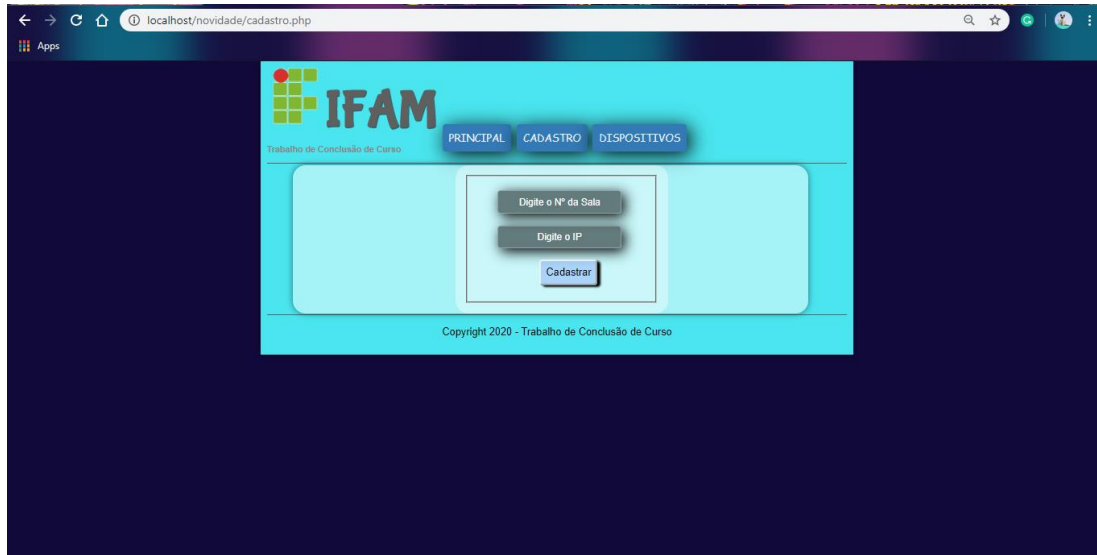 localhost/novidade/cadastro.php
Apps
IFAM
Trabalho de Conclusão de Curso
PRINCIPAL CADASTRO DISPOSITIVOS
Digite o Nº da Sala
Digite o IP
Cadastrar
Copyright 2020 - Trabalho de Conclusão de Curso